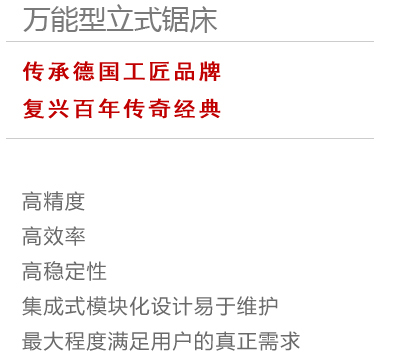 万能型立式锯床
传承德国工匠品牌
复兴百年传奇经典
高精度
高效率
高稳定性
集成式模块化设计易于维护
最大程度满足用户的真正需求